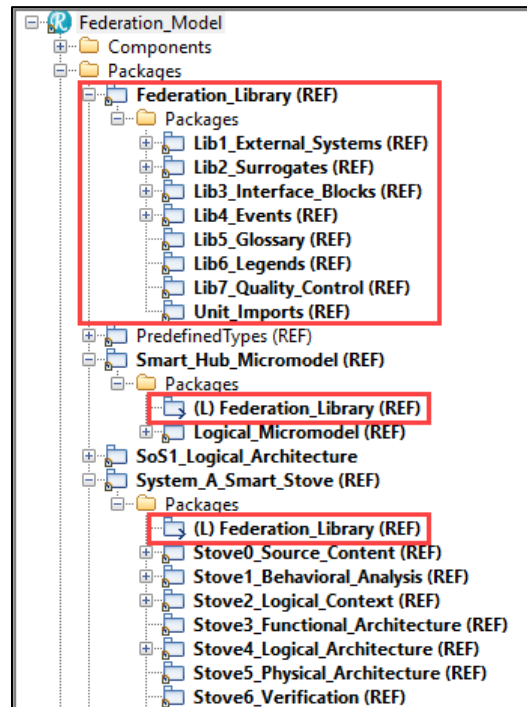 Federation_Model
Components
Packages
Federation_Library (REF)
Packages
Lib1_External_Systems (REF)
Lib2_Surrogates (REF)
Lib3_Interface_Blocks (REF)
Lib4_Events (REF)
Lib5_Glossary (REF)
Lib6_Legends (REF)
Lib7_Quality_Control (REF)
Unit_Imports (REF)
PredefinedTypes (REF)
Smart_Hub_Micromodel (REF)
Packages
(L) Federation_Library (REF)
Logical_Micromodel (REF)
SoS1_Logical_Architecture
System_A_Smart_Stove (REF)
Packages
(L) Federation_Library (REF)
Stove0_Source_Content (REF)
Stove1_Behavioral_Analysis (REF)
Stove2_Logical_Context (REF)
Stove3_Functional_Architecture (REF)
Stove4_Logical_Architecture (REF)
Stove5_Physical_Architecture (REF)
Stove6_Verification (REF)